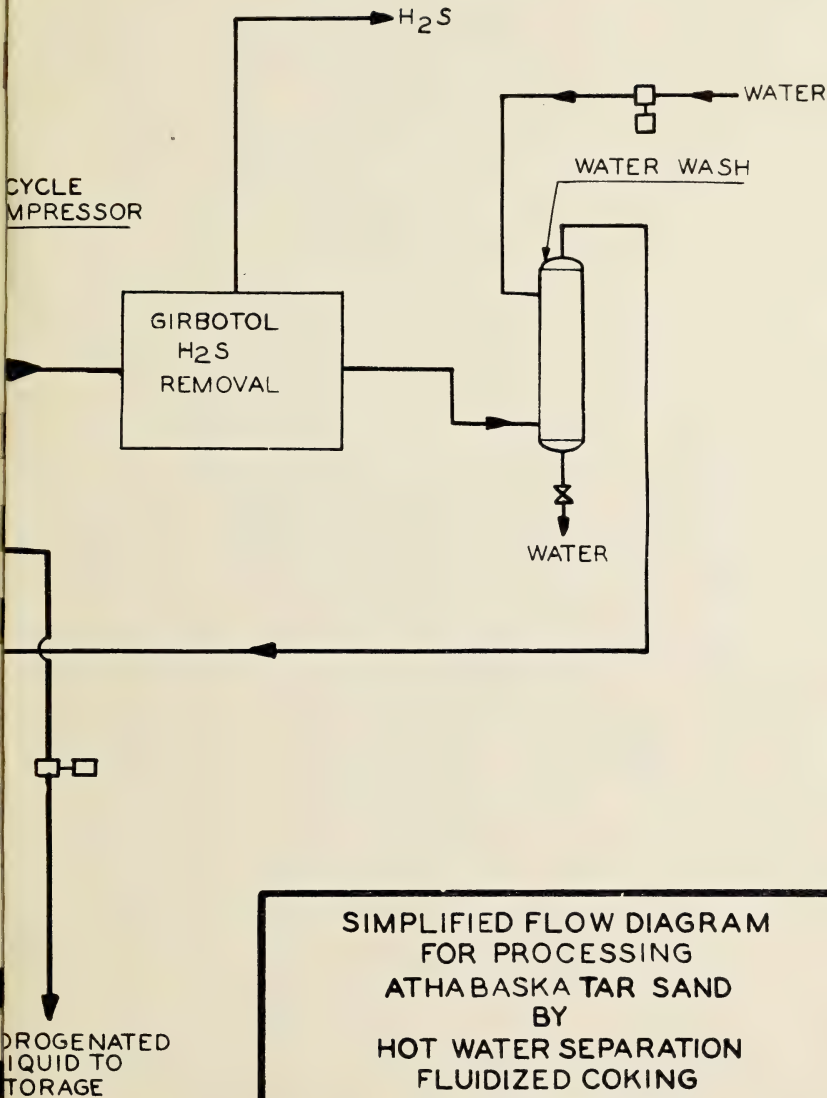 H2S
WATER
WATER WASH
CYCLE
MPRESSOR
GIRBOTOL
H2S
REMOVAL
WATER
DROGENATED
IQUID TO
TORAGE
SIMPLIFIED FLOW DIAGRAM
FOR PROCESSING
ATHABASKA TAR SAND
BY
HOT WATER SEPARATION
FLUIDIZED COKING